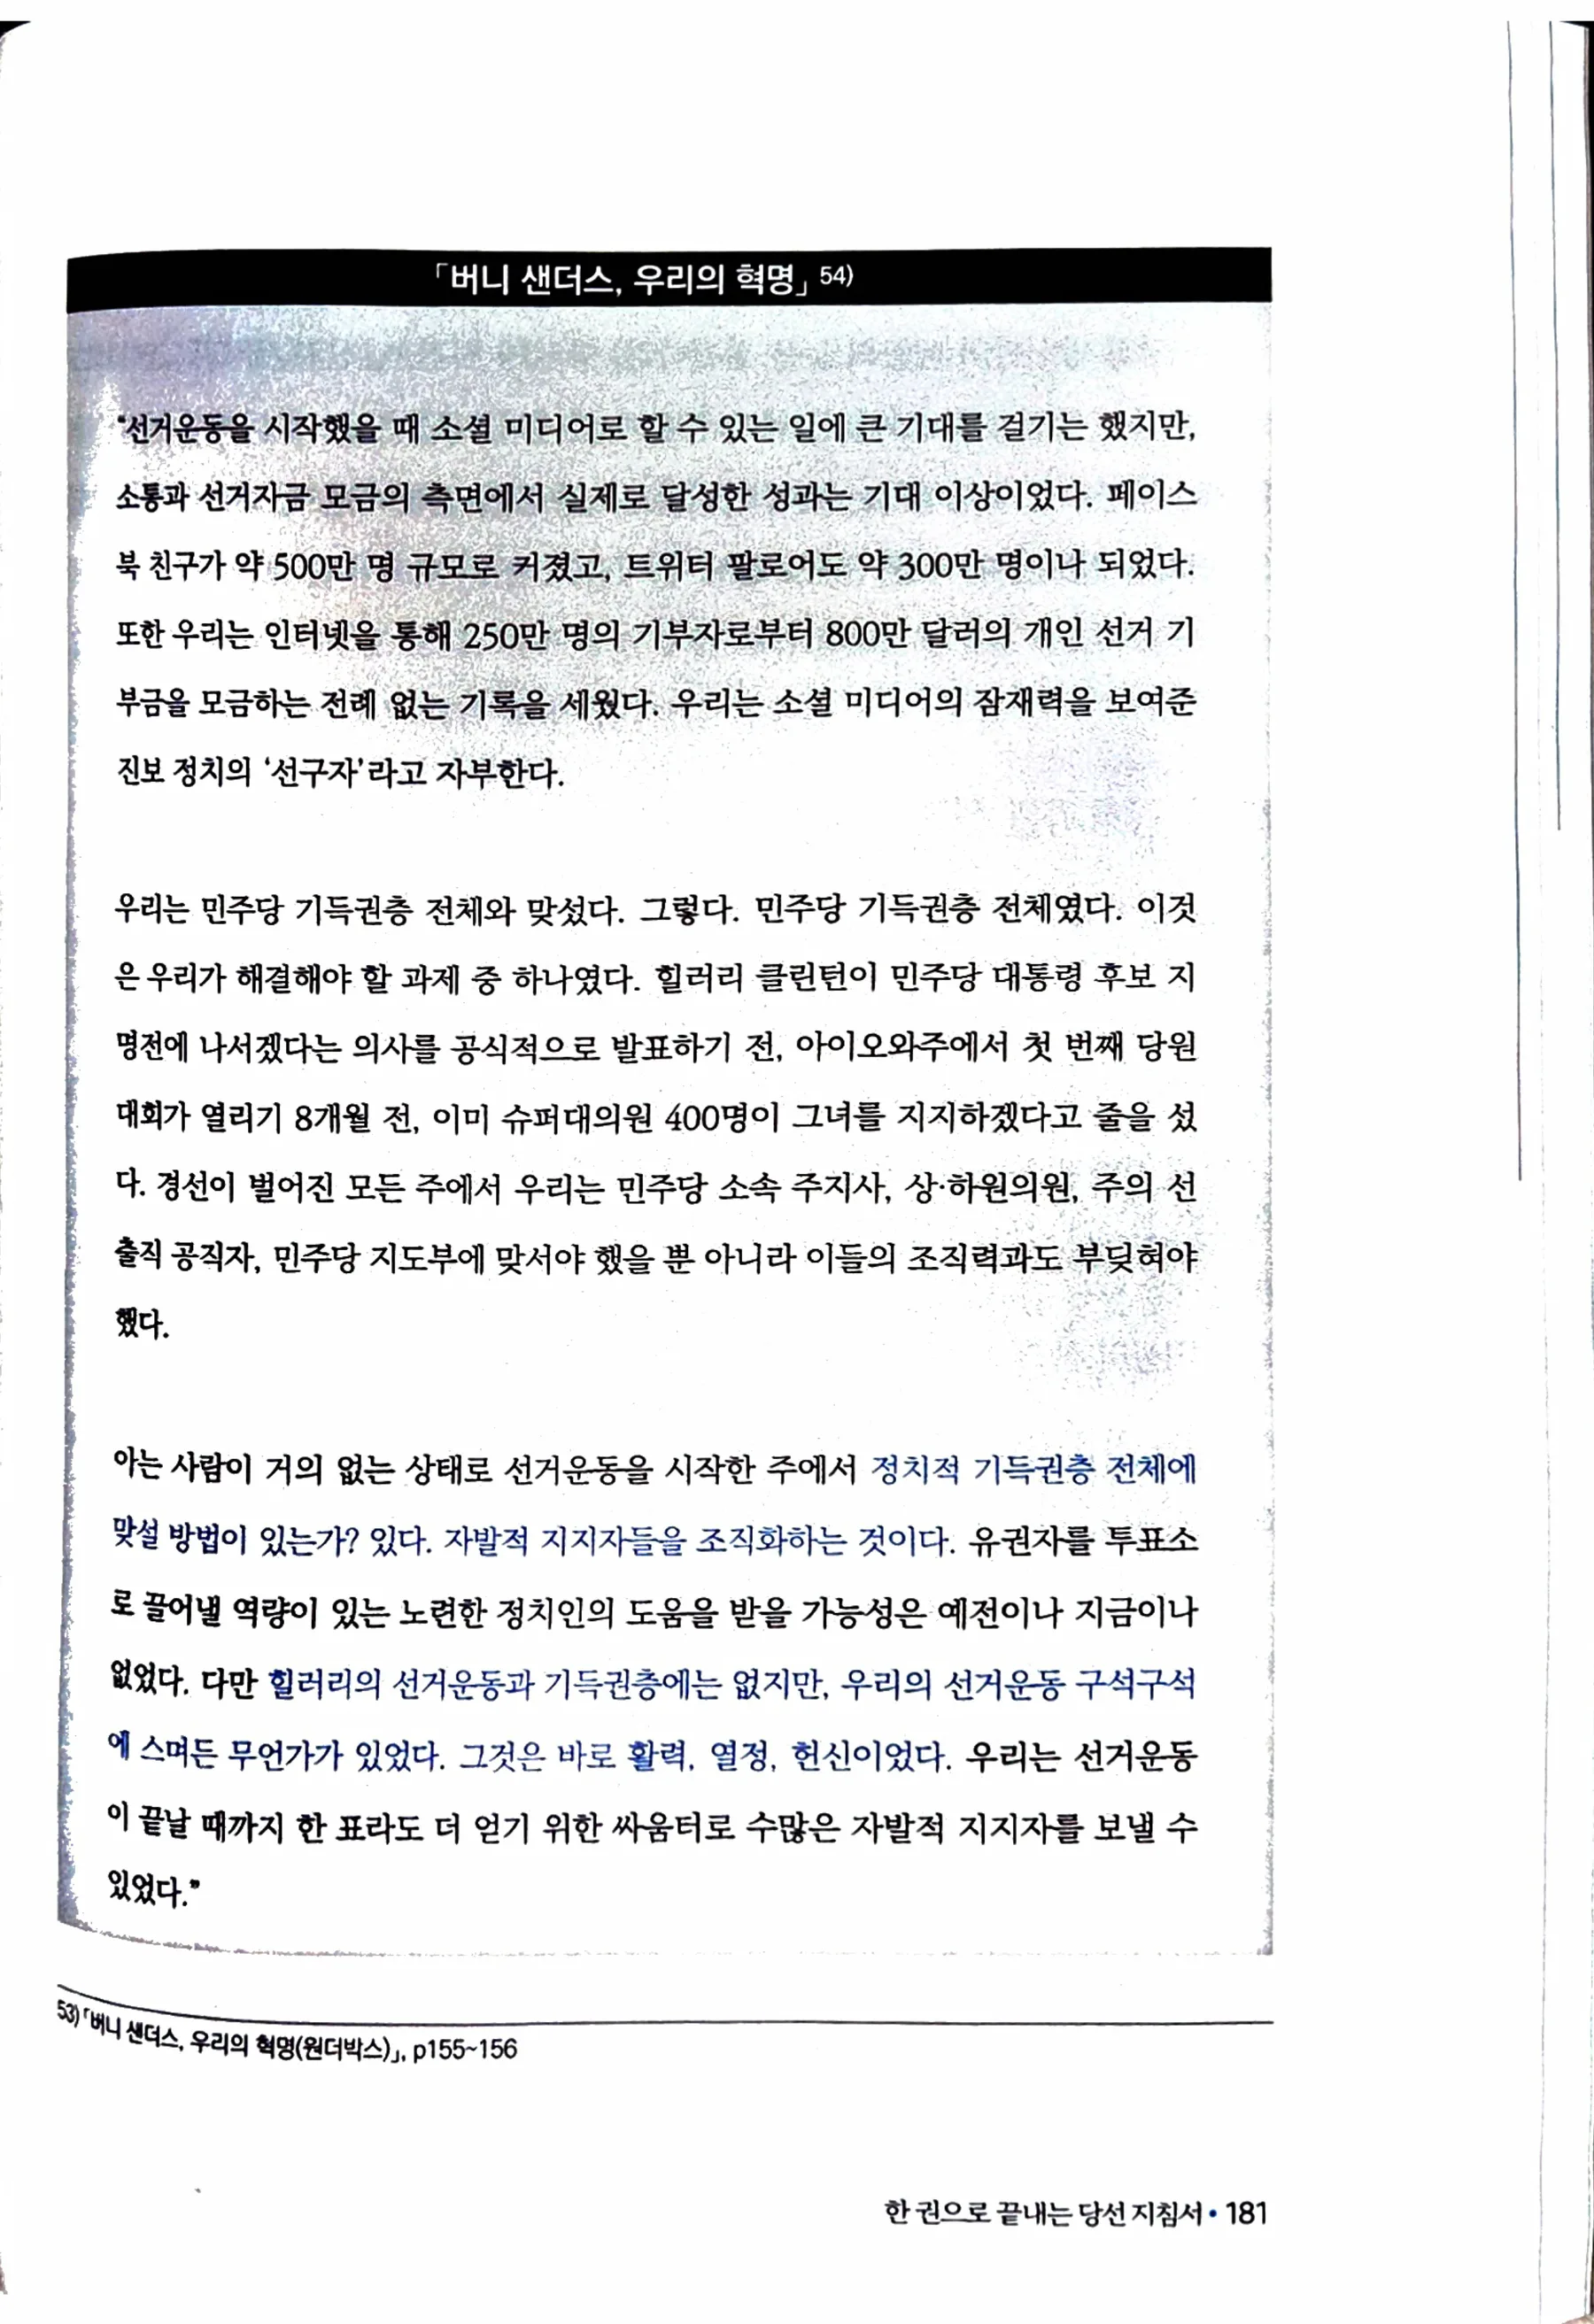 「버니 샌더스, 우리의 혁명」 54)
"선거운동을 시작했을 때 소셜 미디어로 할 수 있는 일에 큰 기대를 걸기는 했지만,
소통과 선거자금 모금의 측면에서 실제로 달성한 성과는 기대 이상이었다. 페이스
북 친구가 약 500만 명 규모로 커졌고, 트위터 팔로어도 약 300만 명이나 되었다.
또한 우리는 인터넷을 통해 250만 명의 기부자로부터 800만 달러의 개인 선거 기
부금을 모금하는 전례 없는 기록을 세웠다. 우리는 소셜 미디어의 잠재력을 보여준
진보 정치의 '선구자'라고 자부한다.
우리는 민주당 기득권층 전체와 맞섰다. 그렇다. 민주당 기득권층 전체였다. 이것
은 우리가 해결해야 할 과제 중 하나였다. 힐러리 클린턴이 민주당 대통령 후보 지
명전에 나서겠다는 의사를 공식적으로 발표하기 전, 아이오와주에서 첫 번째 당원
대회가 열리기 8개월 전, 이미 슈퍼대의원 400명이 그녀를 지지하겠다고 줄을 섰
다. 경선이 벌어진 모든 주에서 우리는 민주당 소속 주지사, 상·하원의원, 주의 선
출직 공직자, 민주당 지도부에 맞서야 했을 뿐 아니라 이들의 조직력과도 부딪혀야
했다.
아는 사람이 거의 없는 상태로 선거운동을 시작한 주에서 정치적 기득권층 전체에
맞설 방법이 있는가? 있다. 자발적 지지자들을 조직화하는 것이다. 유권자를 투표소
로 끌어낼 역량이 있는 노련한 정치인의 도움을 받을 가능성은 예전이나 지금이나
없었다. 다만 힐러리의 선거운동과 기득권층에는 없지만, 우리의 선거운동 구석구석
에 스며든 무언가가 있었다. 그것은 바로 활력, 열정, 헌신이었다. 우리는 선거운동
이 끝날 때까지 한 표라도 더 얻기 위한 싸움터로 수많은 자발적 지지자를 보낼 수
있었다."
53)「버니 샌더스, 우리의 혁명(원더박스)」, p155~156
한 권으로 끝내는 당선 지침서 • 181